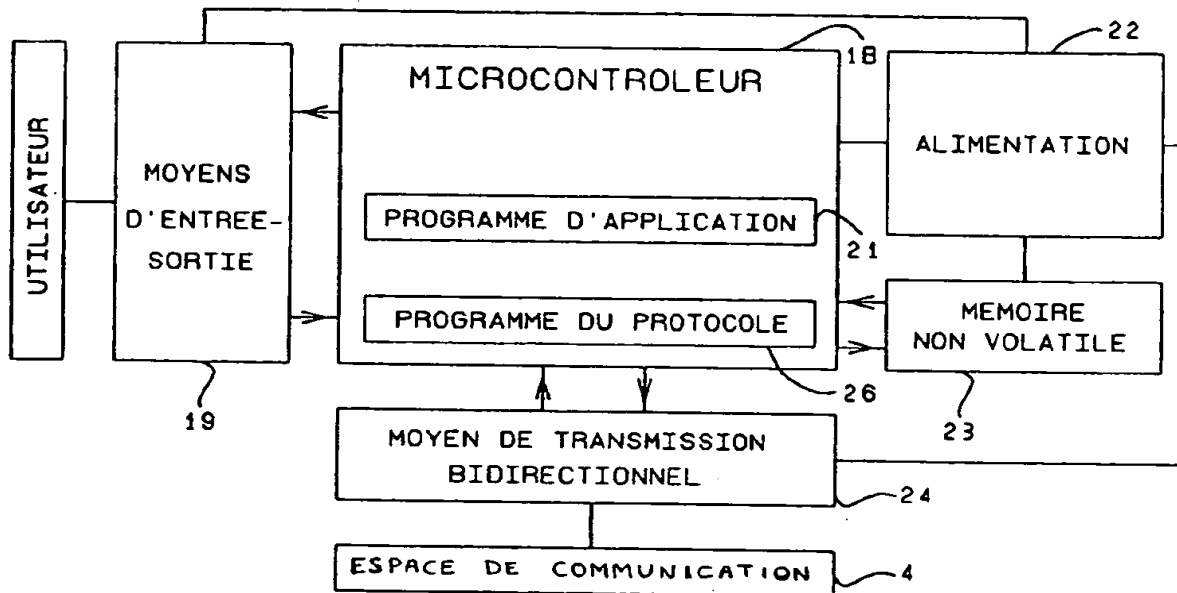 UTILISATEUR
MOYENS
D'ENTREE-
SORTIE
19
MICROCONTROLEUR
18
PROGRAMME D'APPLICATION
21
PROGRAMME DU PROTOCOLE
26
22
ALIMENTATION
MEMOIRE
NON VOLATILE
23
MOYEN DE TRANSMISSION
BIDIRECTIONNEL
24
ESPACE DE COMMUNICATION
4